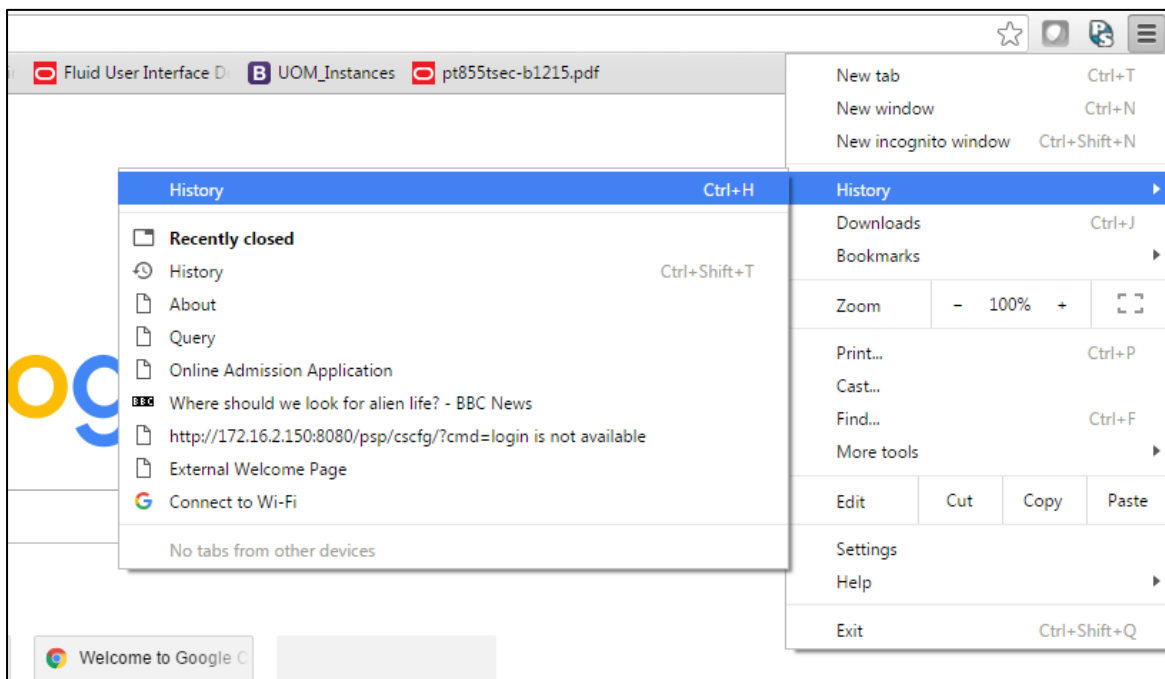 Fluid User Interface D
B UOM_Instances
pt855tsec-b1215.pdf
New tab Ctrl+T
New window Ctrl+N
New incognito window Ctrl+Shift+N
History
Downloads Ctrl+J
Bookmarks
Zoom - 100% +
Print... Ctrl+P
Cast...
Find... Ctrl+F
More tools
Edit Cut Copy Paste
Settings
Help
Exit Ctrl+Shift+Q
History Ctrl+H
Recently closed
History Ctrl+Shift+T
About
Query
Online Admission Application
BBC Where should we look for alien life? - BBC News
http://172.16.2.150:8080/psp/cscfg/?cmd=login is not available
External Welcome Page
G Connect to Wi-Fi
No tabs from other devices
og
Welcome to Google C